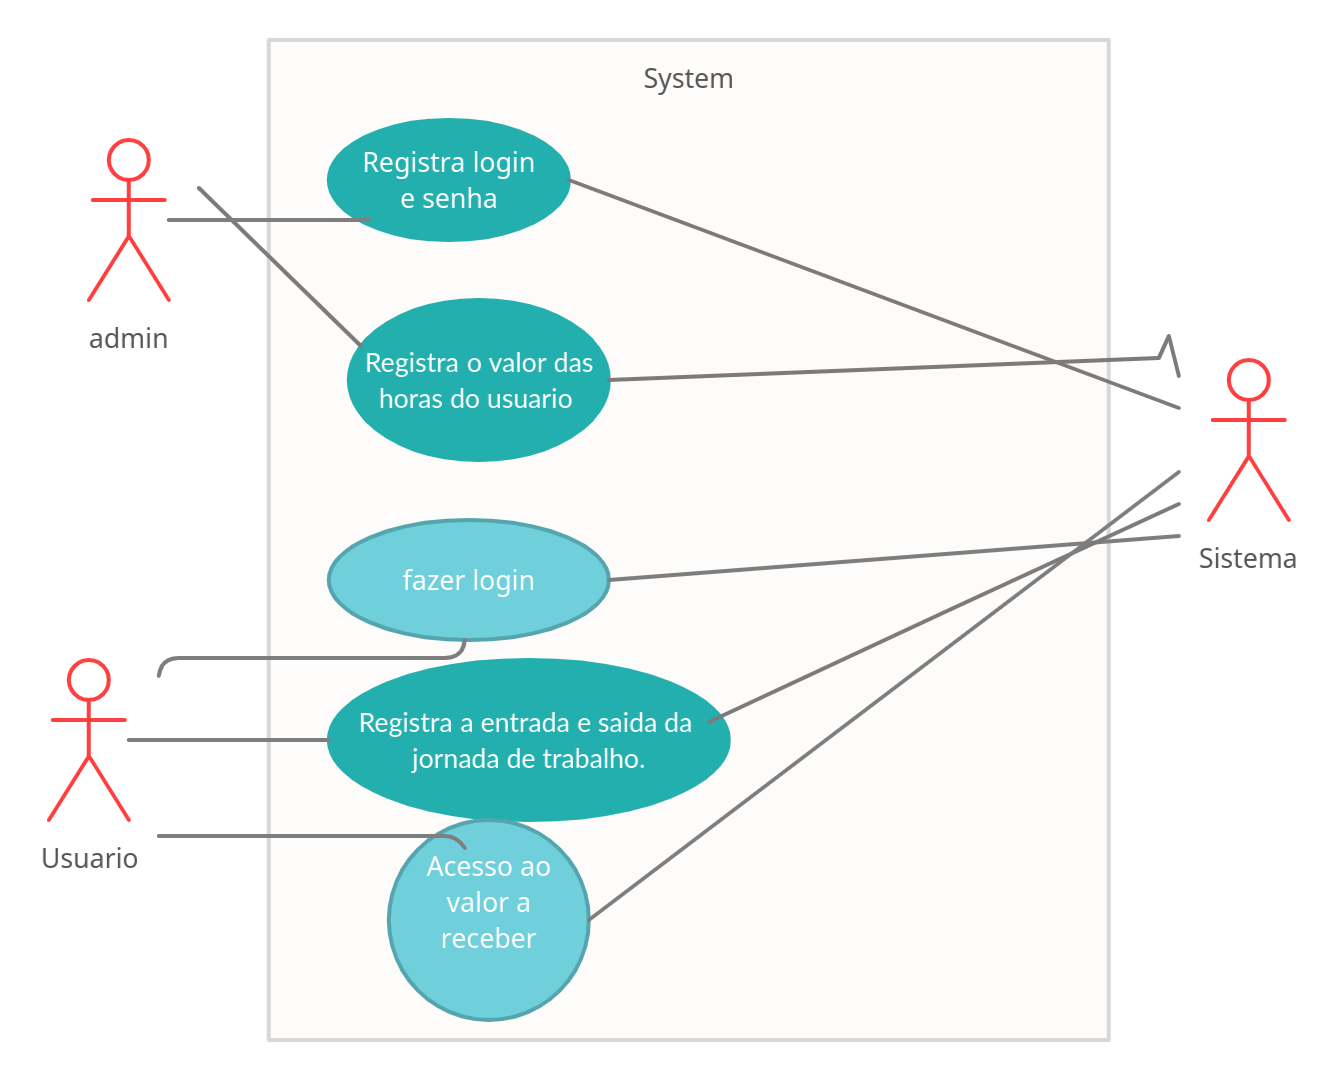 System
Registra login
e senha
admin
Registra o valor das
horas do usuario
fazer login
Sistema
Registra a entrada e saida da
jornada de trabalho.
Usuario
Acesso ao
valor a
receber